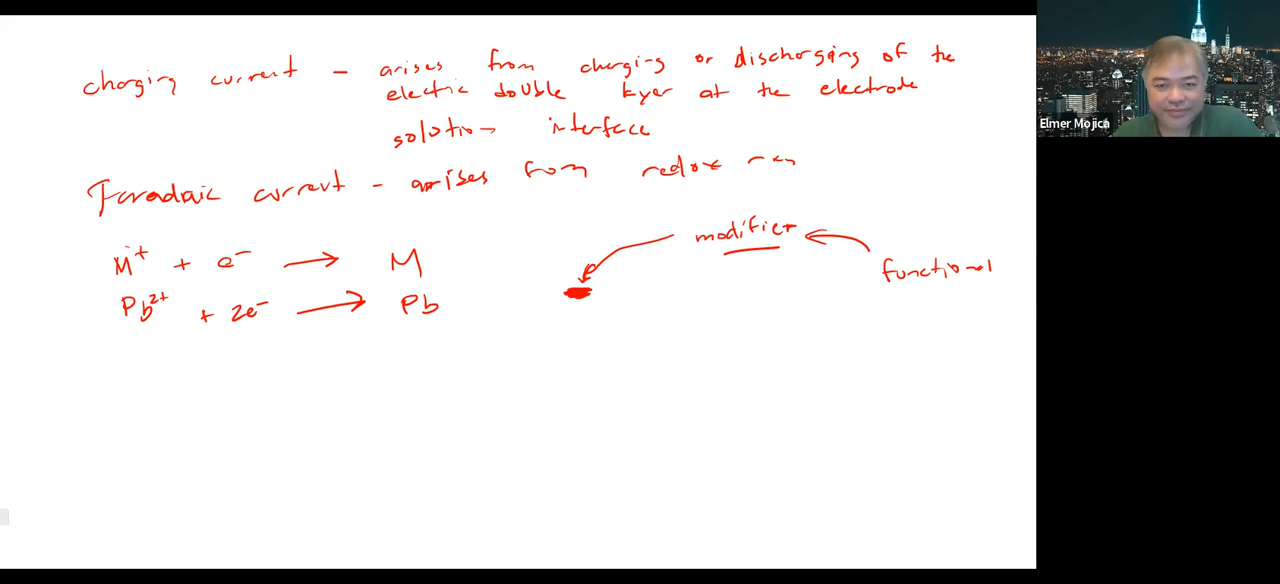 charging current - arises from charging or discharging of the
electric double layer at the electrode
solution interface
Faradaic current - arises from redox rxn
M⁺ + e⁻ → M
Pb²⁺ + 2e⁻ → Pb
modifier
functional
Elmer Mojica